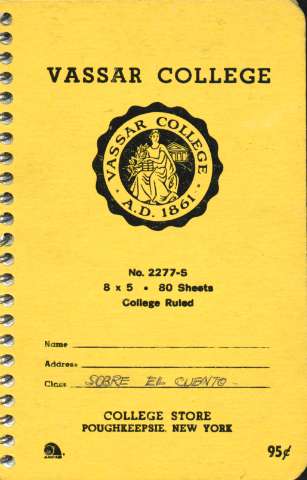 VASSAR COLLEGE
VASSAR COLLEGE
A.D. 1861
No. 2277-S
8 x 5 • 80 Sheets
College Ruled
Name
Address
Class SOBRE EL CUENTO
COLLEGE STORE
POUGHKEEPSIE, NEW YORK
95¢